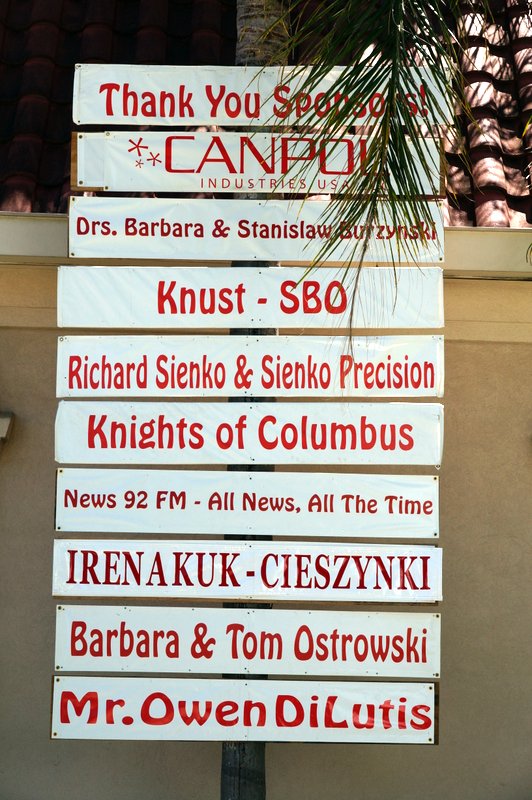 Thank You Sponsors!
CANPOL
INDUSTRIES USA
Drs. Barbara & Stanislaw Burzynski
Knust - SBO
Richard Sienko & Sienko Precision
Knights of Columbus
News 92 FM - All News, All The Time
IRENA KUK - CIESZYNKI
Barbara & Tom Ostrowski
Mr. Owen DiLutis